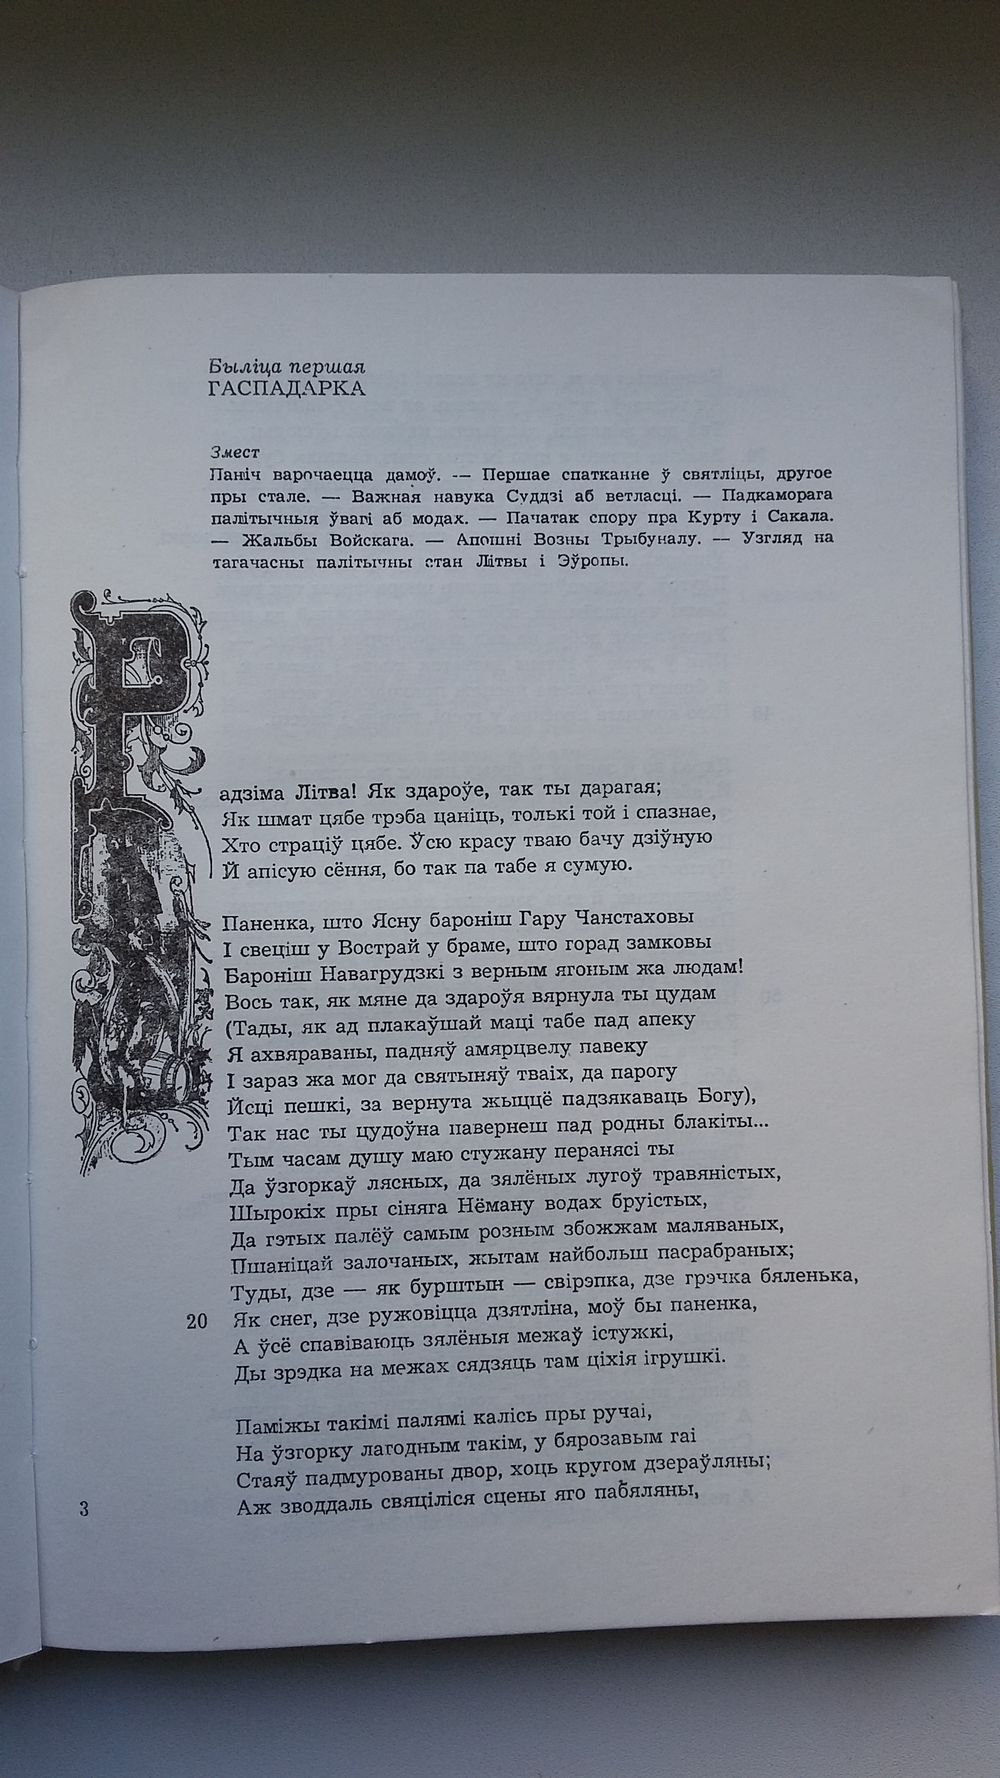 Быліца першая
ГАСПАДАРКА
Змест
Паніч варочаецца дамоў. — Першае спатканне ў святліцы, другое
пры стале. — Важная навука Суддзі аб ветласці. — Падкаморага
палітычныя ўвагі аб модах. — Пачатак спору пра Курту і Сакала.
— Жальбы Войскага. — Апошні Возны Трыбуналу. — Узгляд на
тагачасны палітычны стан Літвы і Эўропы.
Радзіма Літва! Як здароўе, так ты дарагая;
Як шмат цябе трэба цаніць, толькі той і спазнае,
Хто страціў цябе. Ўсю красу тваю бачу дзіўную
Й апісую сёння, бо так па табе я сумую.
Паненка, што Ясну бароніш Гару Чанстаховы
І свеціш у Вострай у браме, што горад замковы
Бароніш Навагрудзкі з верным ягоным жа людам!
Вось так, як мяне да здароўя вярнула ты цудам
(Тады, як ад плакаўшай маці табе пад апеку
Я ахвяраваны, падняў амярцвелу павеку
І зараз жа мог да святыняў тваіх, да парогу
Йсці пешкі, за вернута жыццё падзякаваць Богу),
Так нас ты цудоўна павернеш пад родны блакіты...
Тым часам душу маю стужану перанясі ты
Да ўзгоркаў лясных, да зялёных лугоў травяністых,
Шырокіх пры сіняга Нёману водах бруістых,
Да гэтых палёў самым розным збожжам маляваных,
Пшаніцай залочаных, жытам найбольш пасрабраных;
Туды, дзе — як бурштын — свірэпка, дзе грэчка бяленька,
20 Як снег, дзе ружовіцца дзятліна, моў бы паненка,
А ўсё спавіваюць зялёныя межаў істужкі,
Ды зрэдка на межах сядзяць там ціхія ігрушкі.
Паміжы такімі палямі калісь пры ручаі,
На ўзгорку лагодным такім, у бярозавым гаі
Стаяў падмурованы двор, хоць кругом дзераўляны;
Аж зводдаль свяціліся сцены яго пабяляны,
3